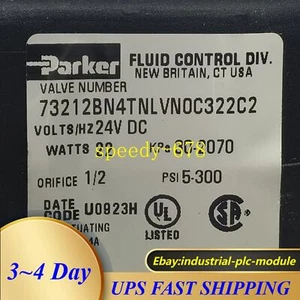 Parker
FLUID CONTROL DIV.
NEW BRITAIN, CT USA
VALVE NUMBER
73212BN4TNLVN0C322C2
VOLTS/HZ 24V DC
WATTS
speedy-678
ORIFICE 1/2 PSI 5-300
DATE
CODE U0923H
UL
LISTED
SA
3~4 Day
Ebay:industrial-plc-module
UPS FAST SHIPPING